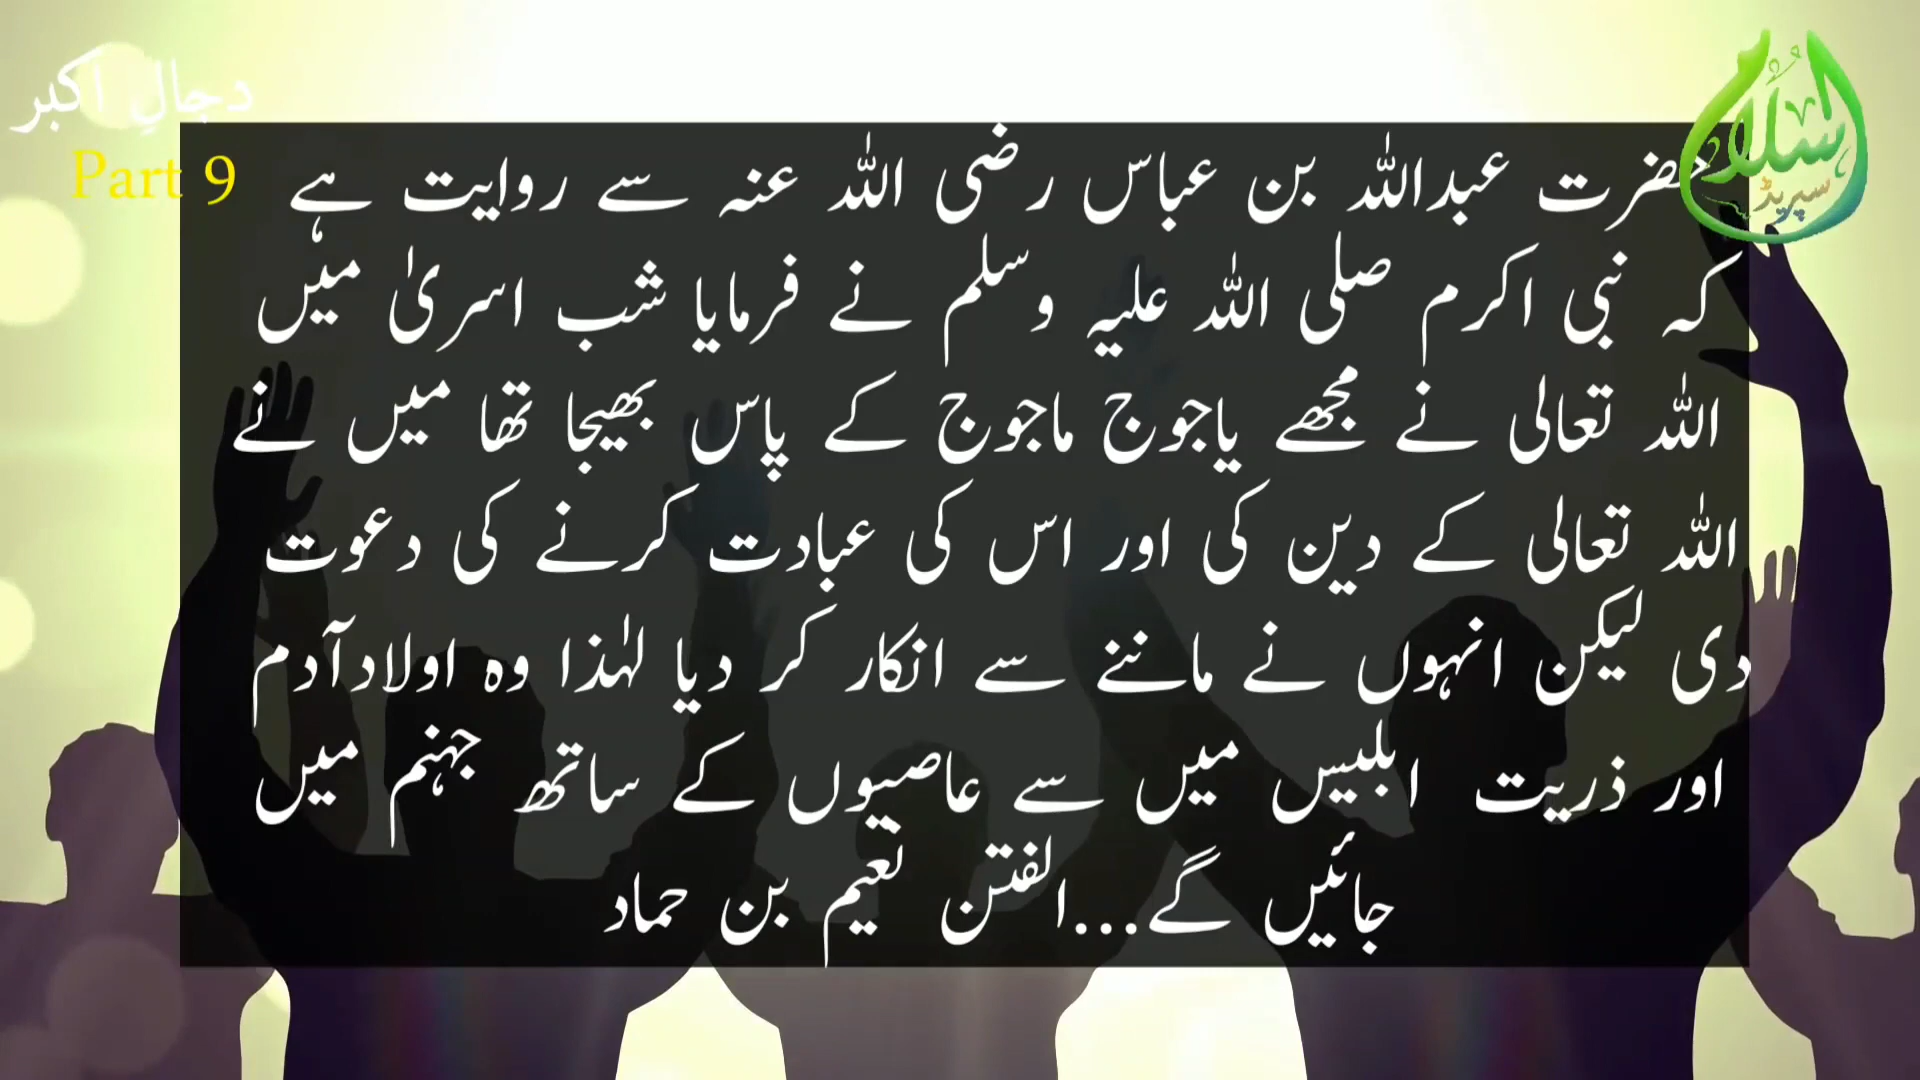 دجالِ اکبر
Part 9
اسلام
سپریڈ
حضرت عبداللہ بن عباس رضی اللہ عنہ سے روایت ہے
کہ نبی اکرم صلی اللہ علیہ وسلم نے فرمایا شب اسریٰ میں
اللہ تعالی نے مجھے یاجوج ماجوج کے پاس بھیجا تھا میں نے
اللہ تعالی کے دین کی اور اس کی عبادت کرنے کی دعوت
دی لیکن انہوں نے ماننے سے انکار کر دیا لہٰذا وہ اولادآدم
اور ذریت ابلیس میں سے عاصیوں کے ساتھ جہنم میں
جائیں گے...الفتن نعیم بن حماد